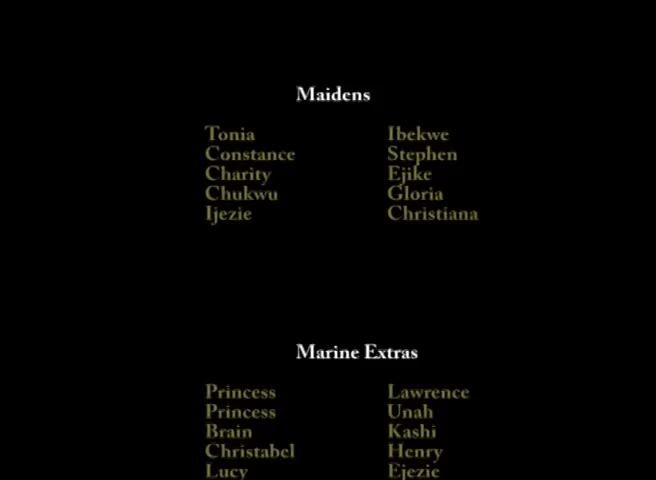 Maidens
Tonia Ibekwe
Constance Stephen
Charity Ejike
Chukwu Gloria
Ijezie Christiana
Marine Extras
Princess Lawrence
Princess Unah
Brain Kashi
Christabel Henry
Lucy Ejezie